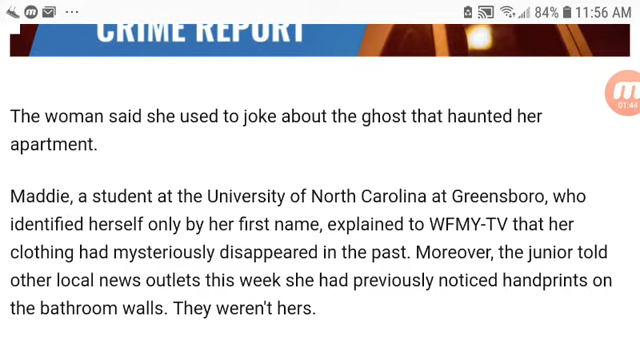 84% 11:56 AM
CRIME REPORT
01:44
The woman said she used to joke about the ghost that haunted her
apartment.
Maddie, a student at the University of North Carolina at Greensboro, who
identified herself only by her first name, explained to WFMY-TV that her
clothing had mysteriously disappeared in the past. Moreover, the junior told
other local news outlets this week she had previously noticed handprints on
the bathroom walls. They weren't hers.